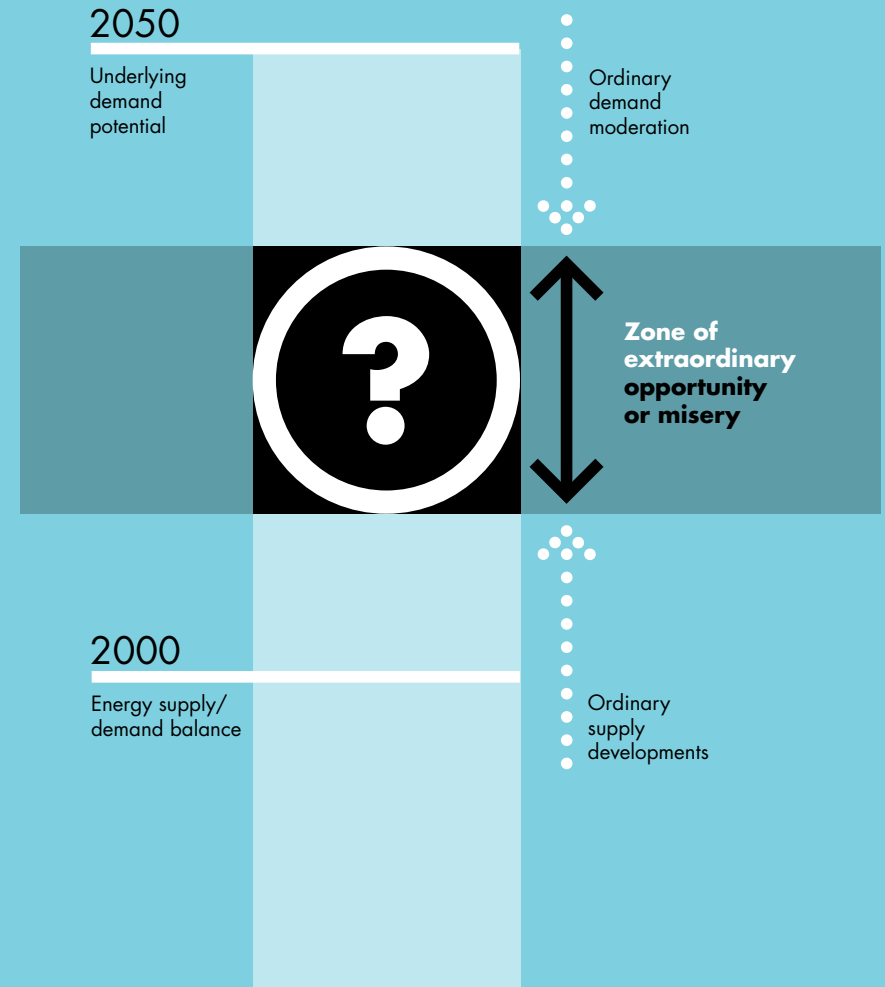 2050
Underlying
demand
potential
Ordinary
demand
moderation
?
Zone of
extraordinary
opportunity
or misery
2000
Energy supply/
demand balance
Ordinary
supply
developments